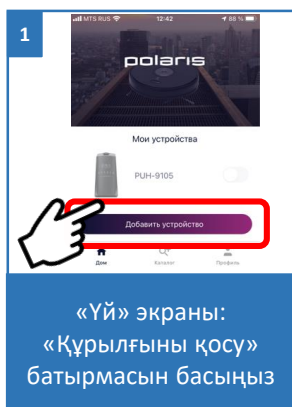 1
MTS RUS 12:42 88 %
polaris
Мои устройства
PUH-9105
Добавить устройство
Дом Каталог Профиль
«Үй» экраны:
«Құрылғыны қосу»
батырмасын басыңыз